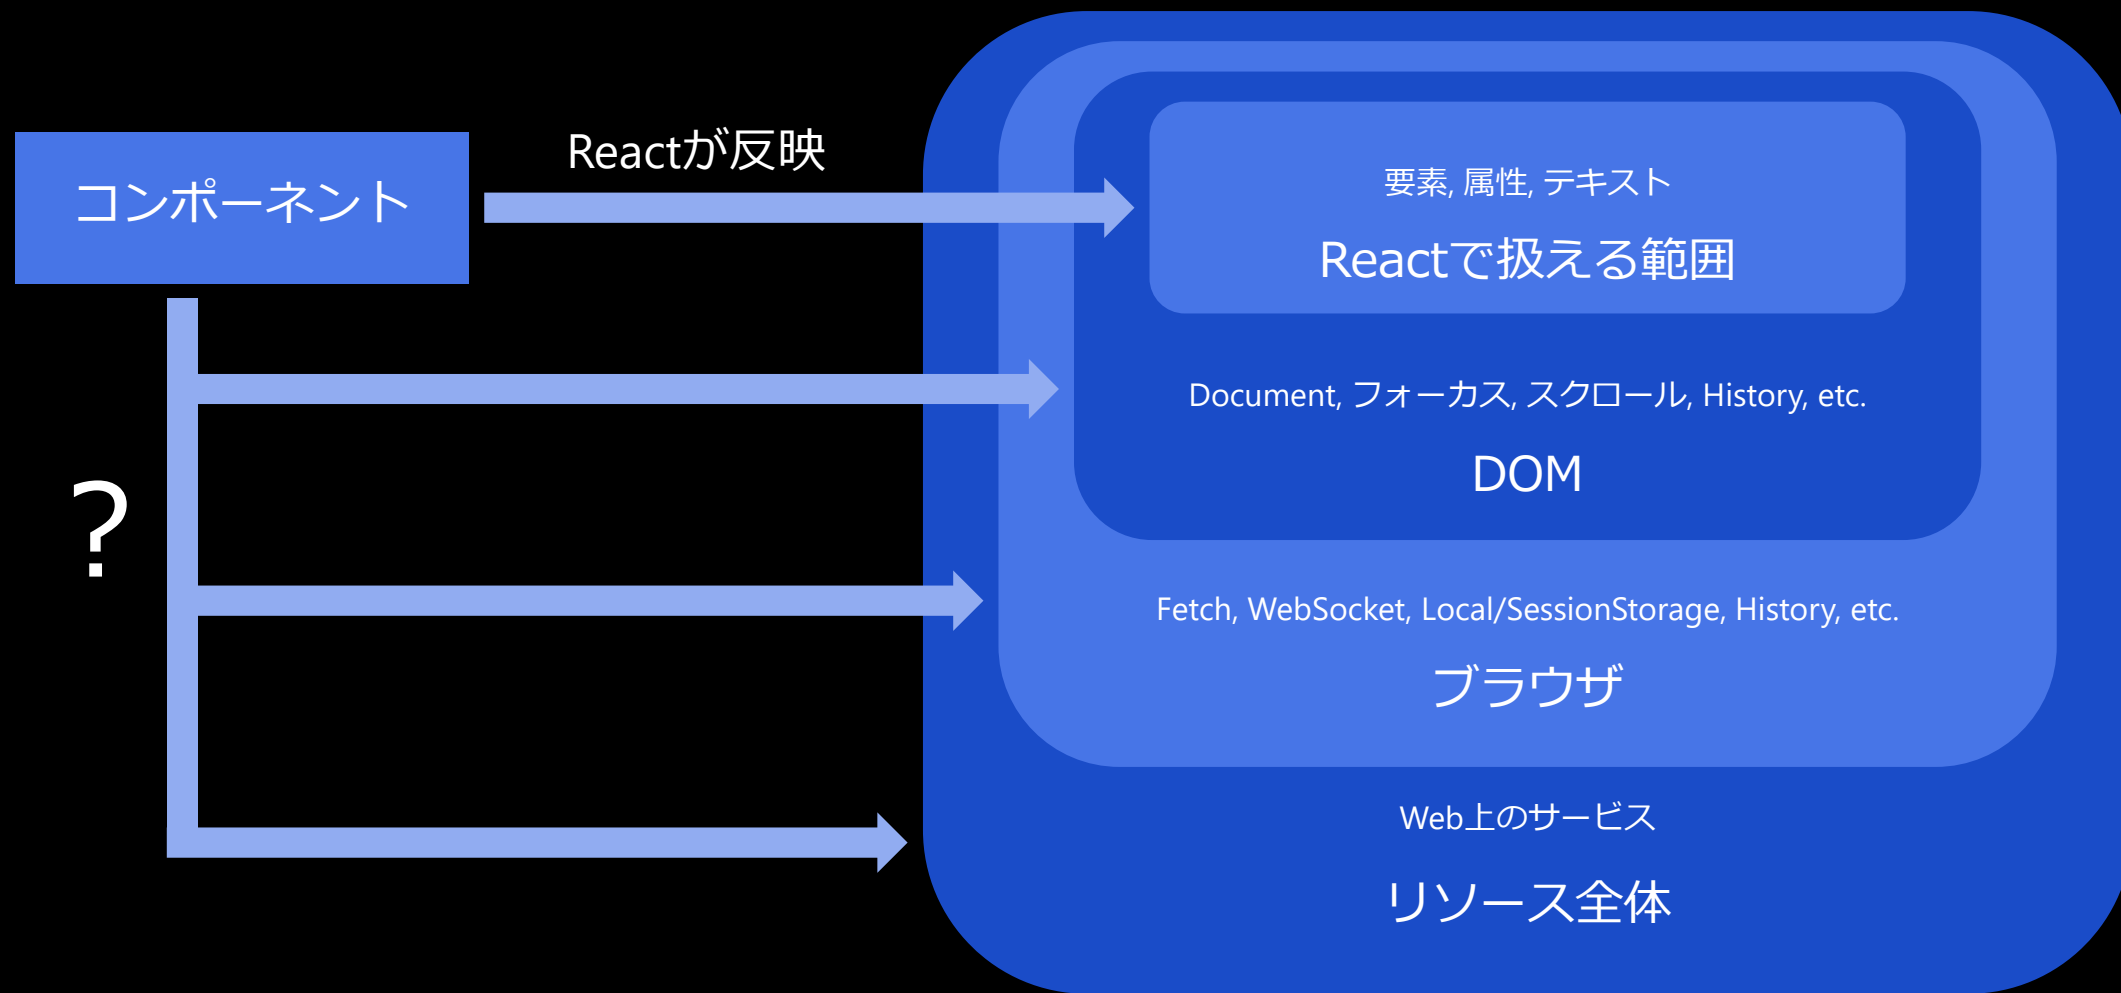 コンポーネント
Reactが反映
?
要素, 属性, テキスト
Reactで扱える範囲
Document, フォーカス, スクロール, History, etc.
DOM
Fetch, WebSocket, Local/SessionStorage, History, etc.
ブラウザ
Web上のサービス
リソース全体